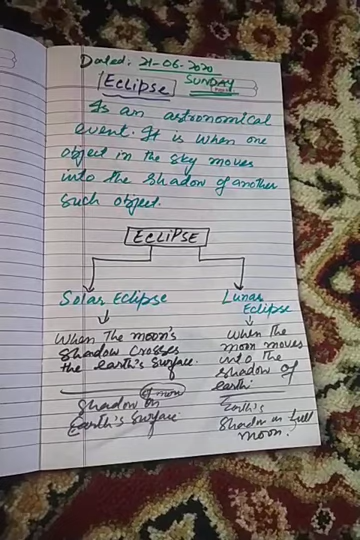 Dated: 21-06-2020
SUNDAY
Eclipse
Is an astronomical
event. It is when one
object in the sky moves
into the shadow of another
such object.
ECLIPSE
Solar Eclipse
Lunar
Eclipse
When the moon's
shadow crosses
the earth's surface.
When the
moon moves
into the
shadow of
earth.
of moon
Shadow on
Earth's Surface
Earth's
Shadow on full
moon.